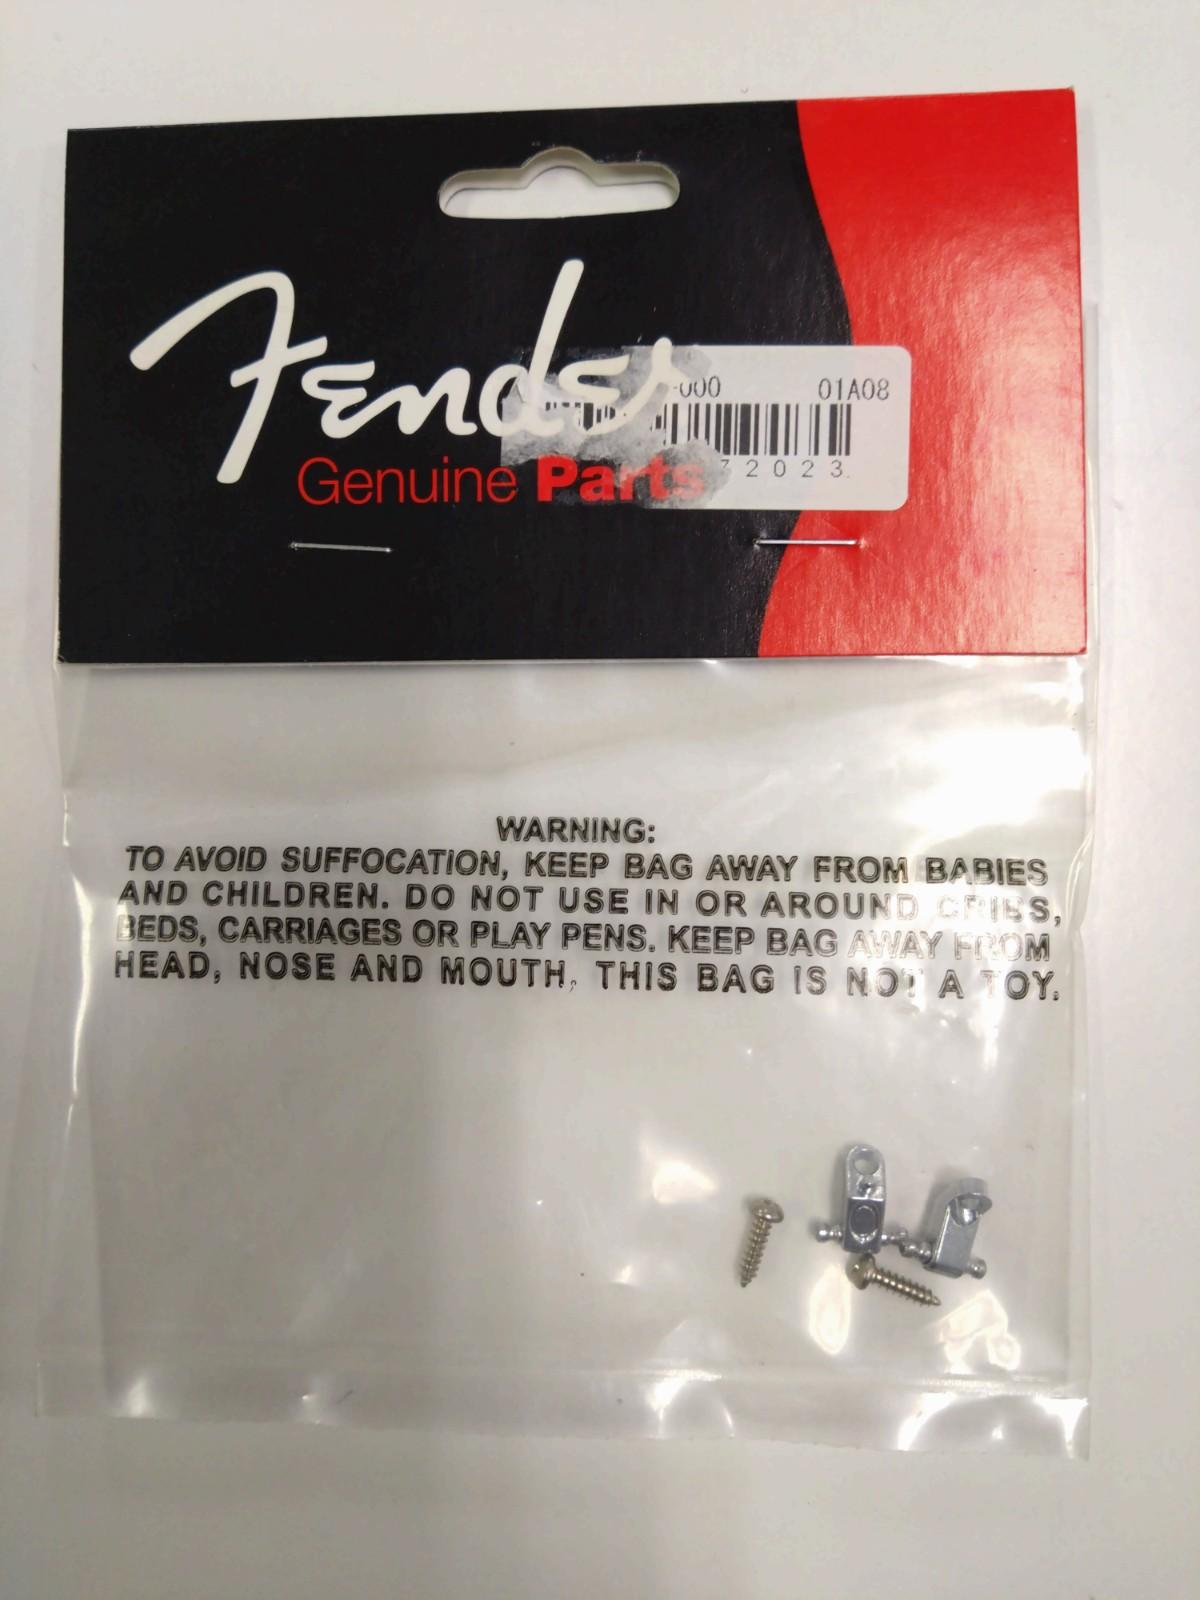 Fender
Genuine Parts
-000 01A08
72023
WARNING:
TO AVOID SUFFOCATION, KEEP BAG AWAY FROM BABIES
AND CHILDREN. DO NOT USE IN OR AROUND CRIBS,
BEDS, CARRIAGES OR PLAY PENS. KEEP BAG AWAY FROM
HEAD, NOSE AND MOUTH, THIS BAG IS NOT A TOY.